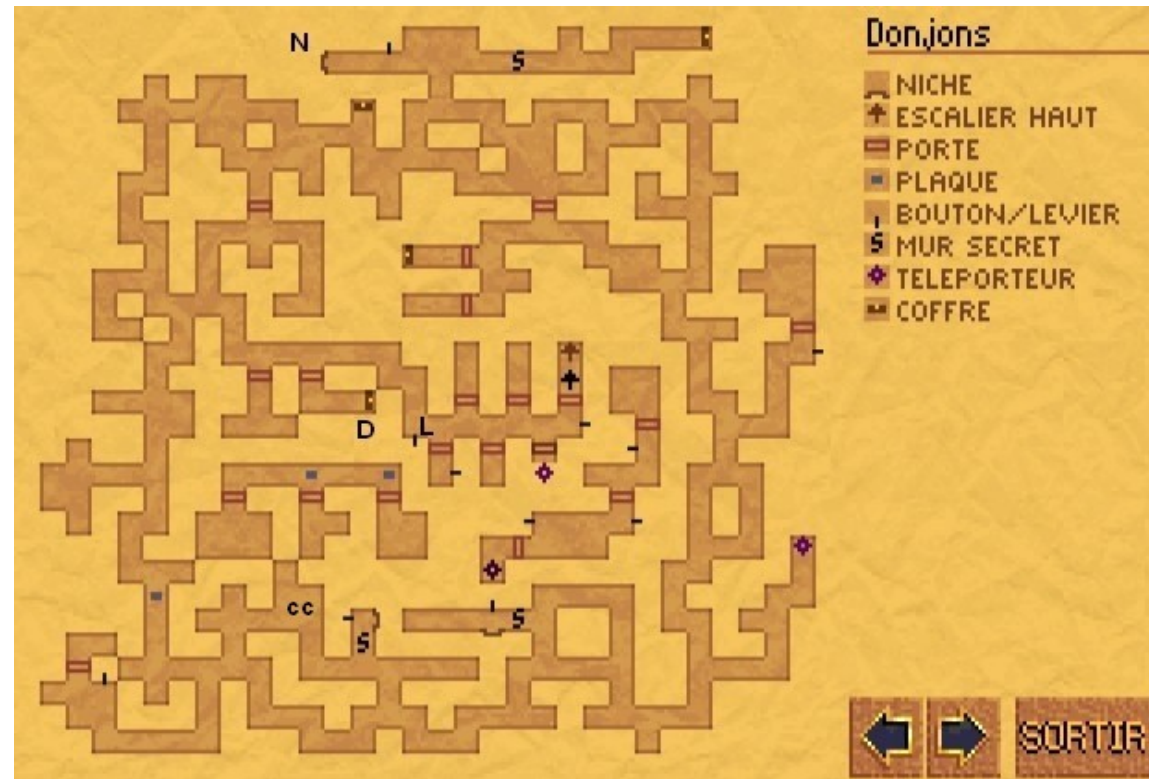 Donjons
N
S
NICHE
ESCALIER HAUT
PORTE
PLAQUE
BOUTON/LEVIER
S MUR SECRET
TELEPORTEUR
COFFRE
D
L
cc
S
S
SORTIR